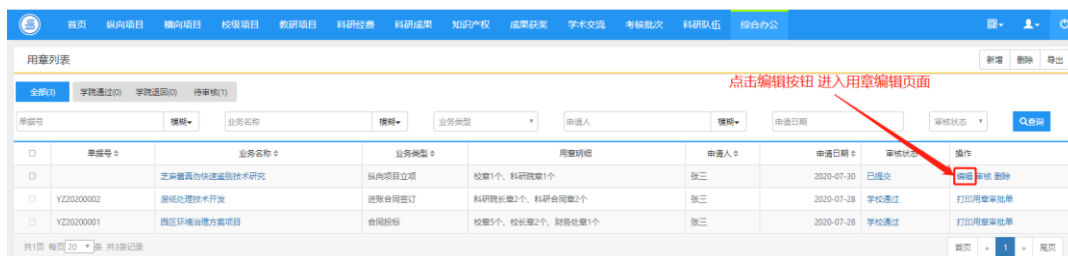 首页 纵向项目 横向项目 校级项目 教研项目 科研经费 科研成果 知识产权 成果获奖 学术交流 考核批次 科研队伍 综合办公
用章列表 新增 删除 导出
点击编辑按钮 进入用章编辑页面
全部(3) 学院通过(0) 学院退回(0) 待审核(1)
单据号 模糊 业务名称 模糊 业务类型 申请人 模糊 申请日期 审核状态 查询
单据号 业务名称 业务类型 用章明细 申请人 申请日期 审核状态 操作
芝麻酱真伪快速鉴别技术研究 纵向项目立项 校章1个、科研院章1个 张三 2020-07-30 已提交 编辑 审核 删除
YZ20200002 废纸处理技术开发 进账合同签订 科研院长章2个、科研合同章2个 张三 2020-07-28 学校通过 打印用章审批单
YZ20200001 园区环境治理方案项目 合同投标 校章5个、校长章2个、财务处章1个 张三 2020-07-28 学校通过 打印用章审批单
共1页 每页 20 条 共3条记录 首页 « 1 » 尾页